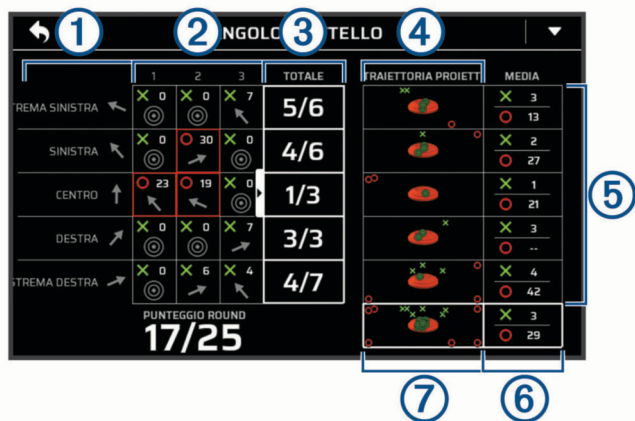 1 2 NGOLO 3 TELLO 4
1 2 3 TOTALE TRAIETTORIA PROIETT MEDIA
TREMA SINISTRA 0 0 7 5/6 3
13
SINISTRA 0 30 0 4/6 2
27
CENTRO 23 19 0 1/3 1
21
5
DESTRA 0 0 7 3/3 3
--
STREMA DESTRA 0 6 4 4/7 4
42
PUNTEGGIO ROUND
17/25
3
29
7 6